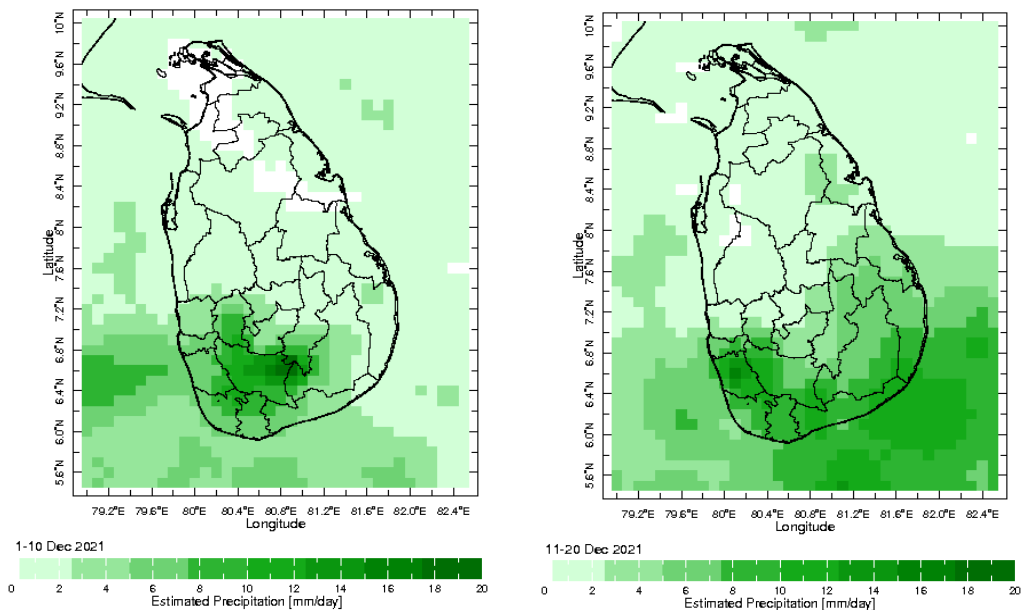 10°N
9.6°N
9.2°N
8.8°N
8.4°N
8°N
7.6°N
7.2°N
6.8°N
6.4°N
6.0°N
5.6°N
Latitude
79.2°E 79.6°E 80°E 80.4°E 80.8°E 81.2°E 81.6°E 82.0°E 82.4°E
Longitude
1-10 Dec 2021
0 2 4 6 8 10 12 14 16 18 20
Estimated Precipitation [mm/day]
10°N
9.6°N
9.2°N
8.8°N
8.4°N
8°N
7.6°N
7.2°N
6.8°N
6.4°N
6.0°N
5.6°N
Latitude
79.2°E 79.6°E 80°E 80.4°E 80.8°E 81.2°E 81.6°E 82.0°E 82.4°E
Longitude
11-20 Dec 2021
0 2 4 6 8 10 12 14 16 18 20
Estimated Precipitation [mm/day]